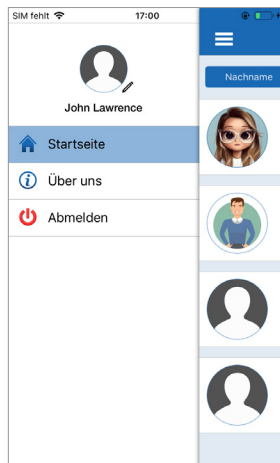 SIM fehlt 17:00
Nachname
John Lawrence
Startseite
Über uns
Abmelden